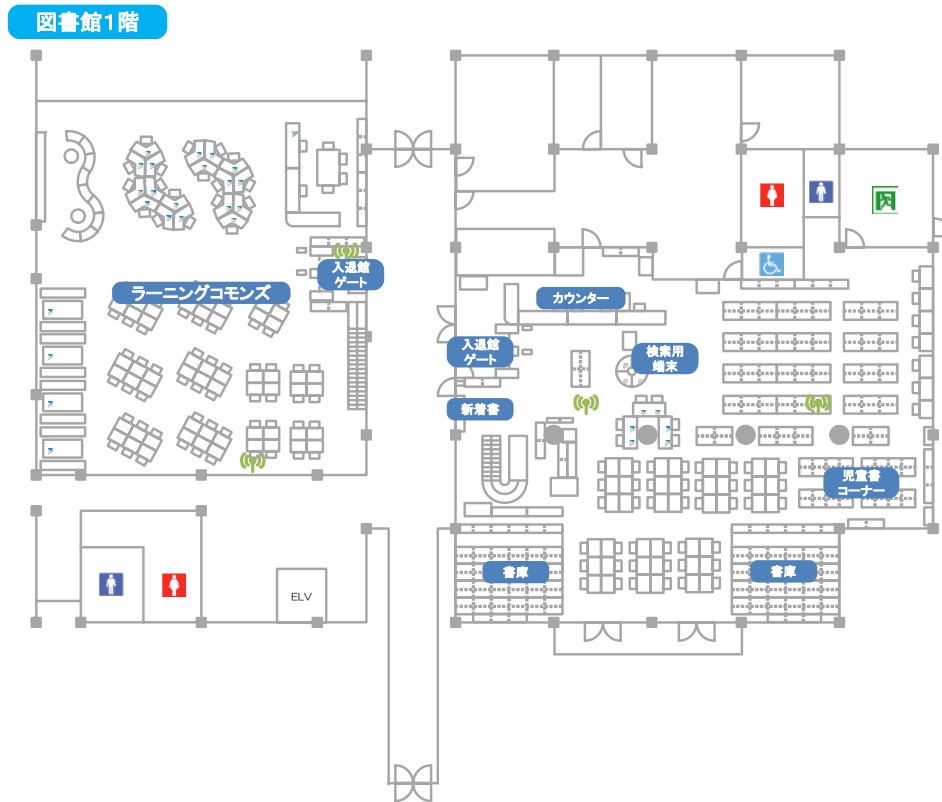 図書館1階
入退館
ゲート
ラーニングコモンズ
カウンター
入退館
ゲート
検索用
端末
新着書
児童書
コーナー
書庫
書庫
ELV